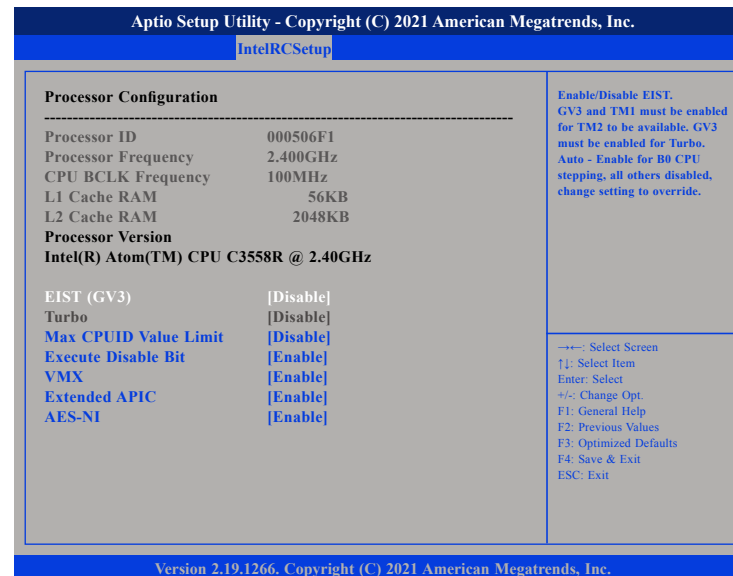 Aptio Setup Utility - Copyright (C) 2021 American Megatrends, Inc.
IntelRCSetup
Processor Configuration
--------------------------------------------------------------------------------
Processor ID 000506F1
Processor Frequency 2.400GHz
CPU BCLK Frequency 100MHz
L1 Cache RAM 56KB
L2 Cache RAM 2048KB
Processor Version
Intel(R) Atom(TM) CPU C3558R @ 2.40GHz
EIST (GV3) [Disable]
Turbo [Disable]
Max CPUID Value Limit [Disable]
Execute Disable Bit [Enable]
VMX [Enable]
Extended APIC [Enable]
AES-NI [Enable]
Enable/Disable EIST.
GV3 and TM1 must be enabled
for TM2 to be available. GV3
must be enabled for Turbo.
Auto - Enable for B0 CPU
stepping, all others disabled,
change setting to override.
→←: Select Screen
↑↓: Select Item
Enter: Select
+/-: Change Opt.
F1: General Help
F2: Previous Values
F3: Optimized Defaults
F4: Save & Exit
ESC: Exit
Version 2.19.1266. Copyright (C) 2021 American Megatrends, Inc.